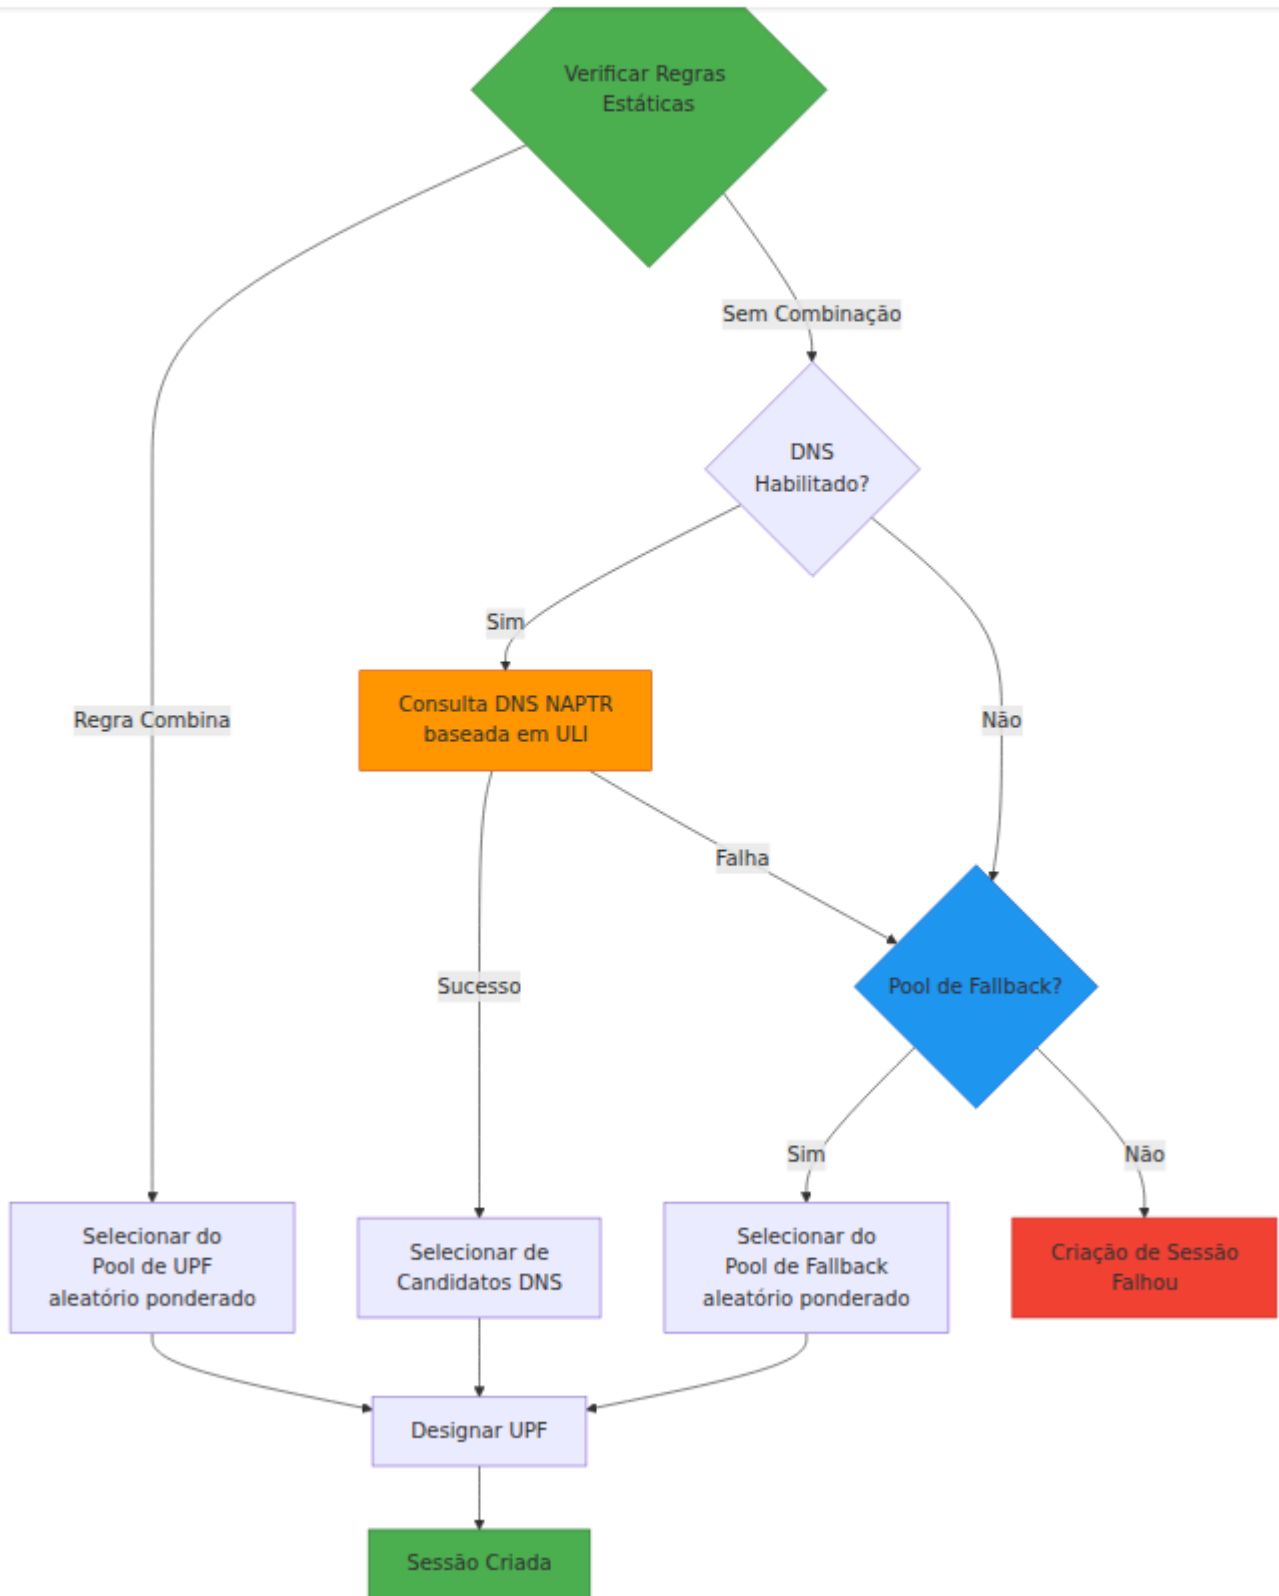 Verificar Regras
Estáticas
Sem Combinação
DNS
Habilitado?
Sim
Consulta DNS NAPTR
baseada em ULI
Regra Combina
Não
Falha
Pool de Fallback?
Sucesso
Sim
Não
Selecionar do
Pool de UPF
aleatório ponderado
Selecionar de
Candidatos DNS
Selecionar do
Pool de Fallback
aleatório ponderado
Criação de Sessão
Falhou
Designar UPF
Sessão Criada